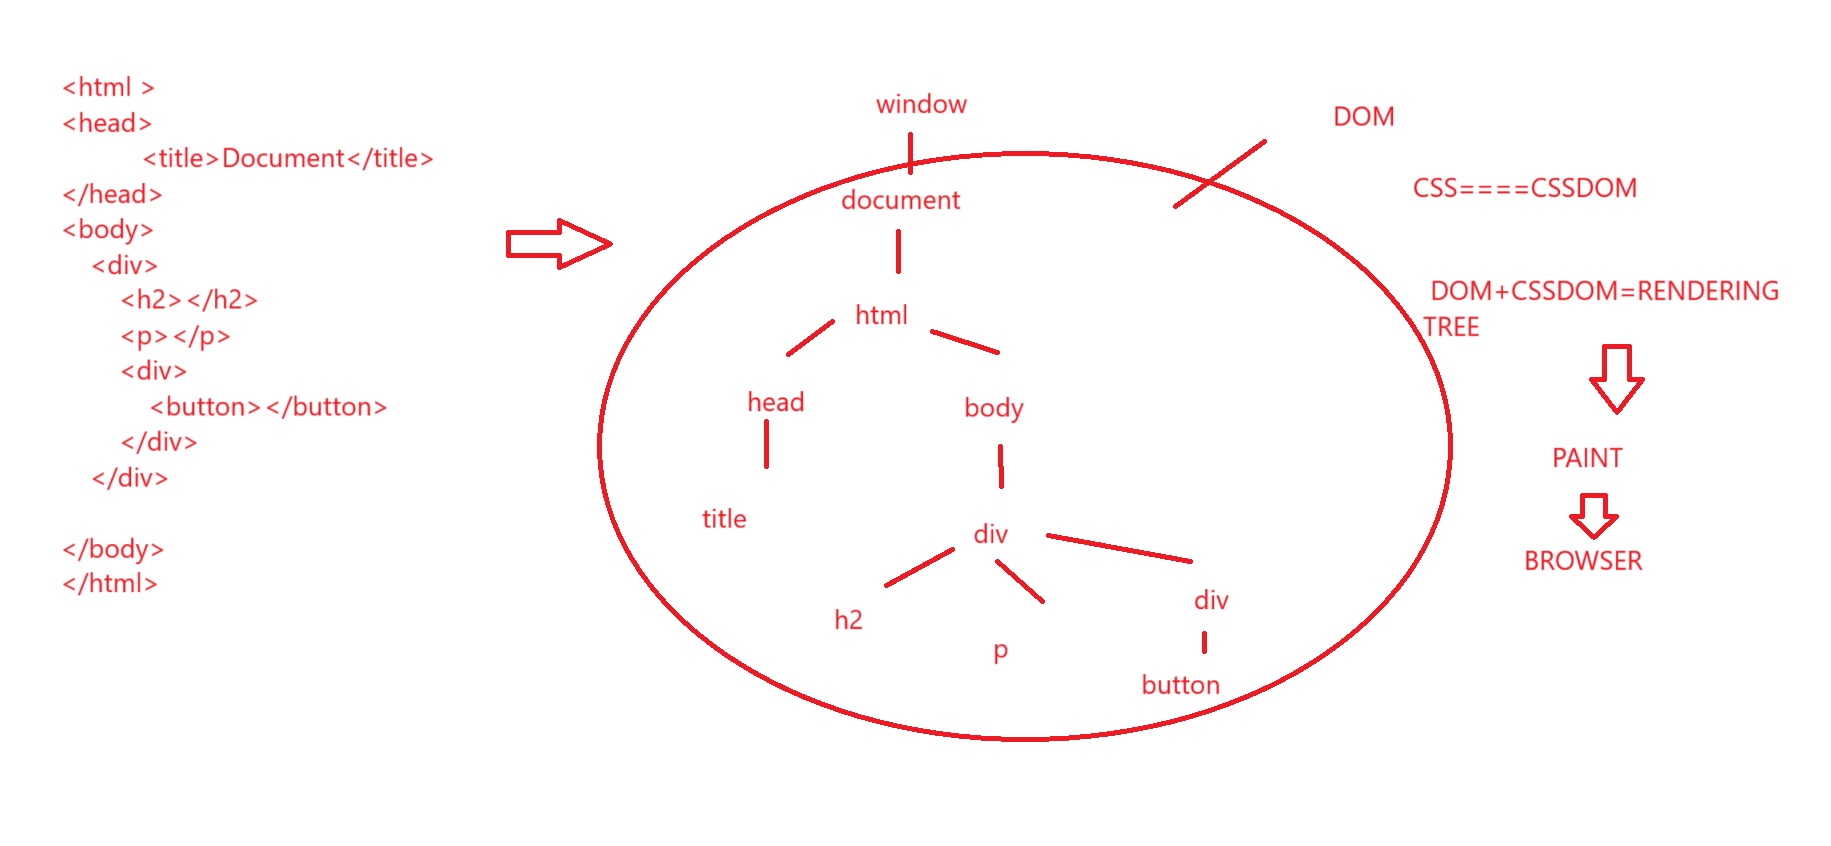 <html >
<head>
<title>Document</title>
</head>
<body>
<div>
<h2></h2>
<p></p>
<div>
<button></button>
</div>
</div>
</body>
</html>
window
document
html
head
body
title
div
h2
p
div
button
DOM
CSS====CSSDOM
DOM+CSSDOM=RENDERING
TREE
PAINT
BROWSER